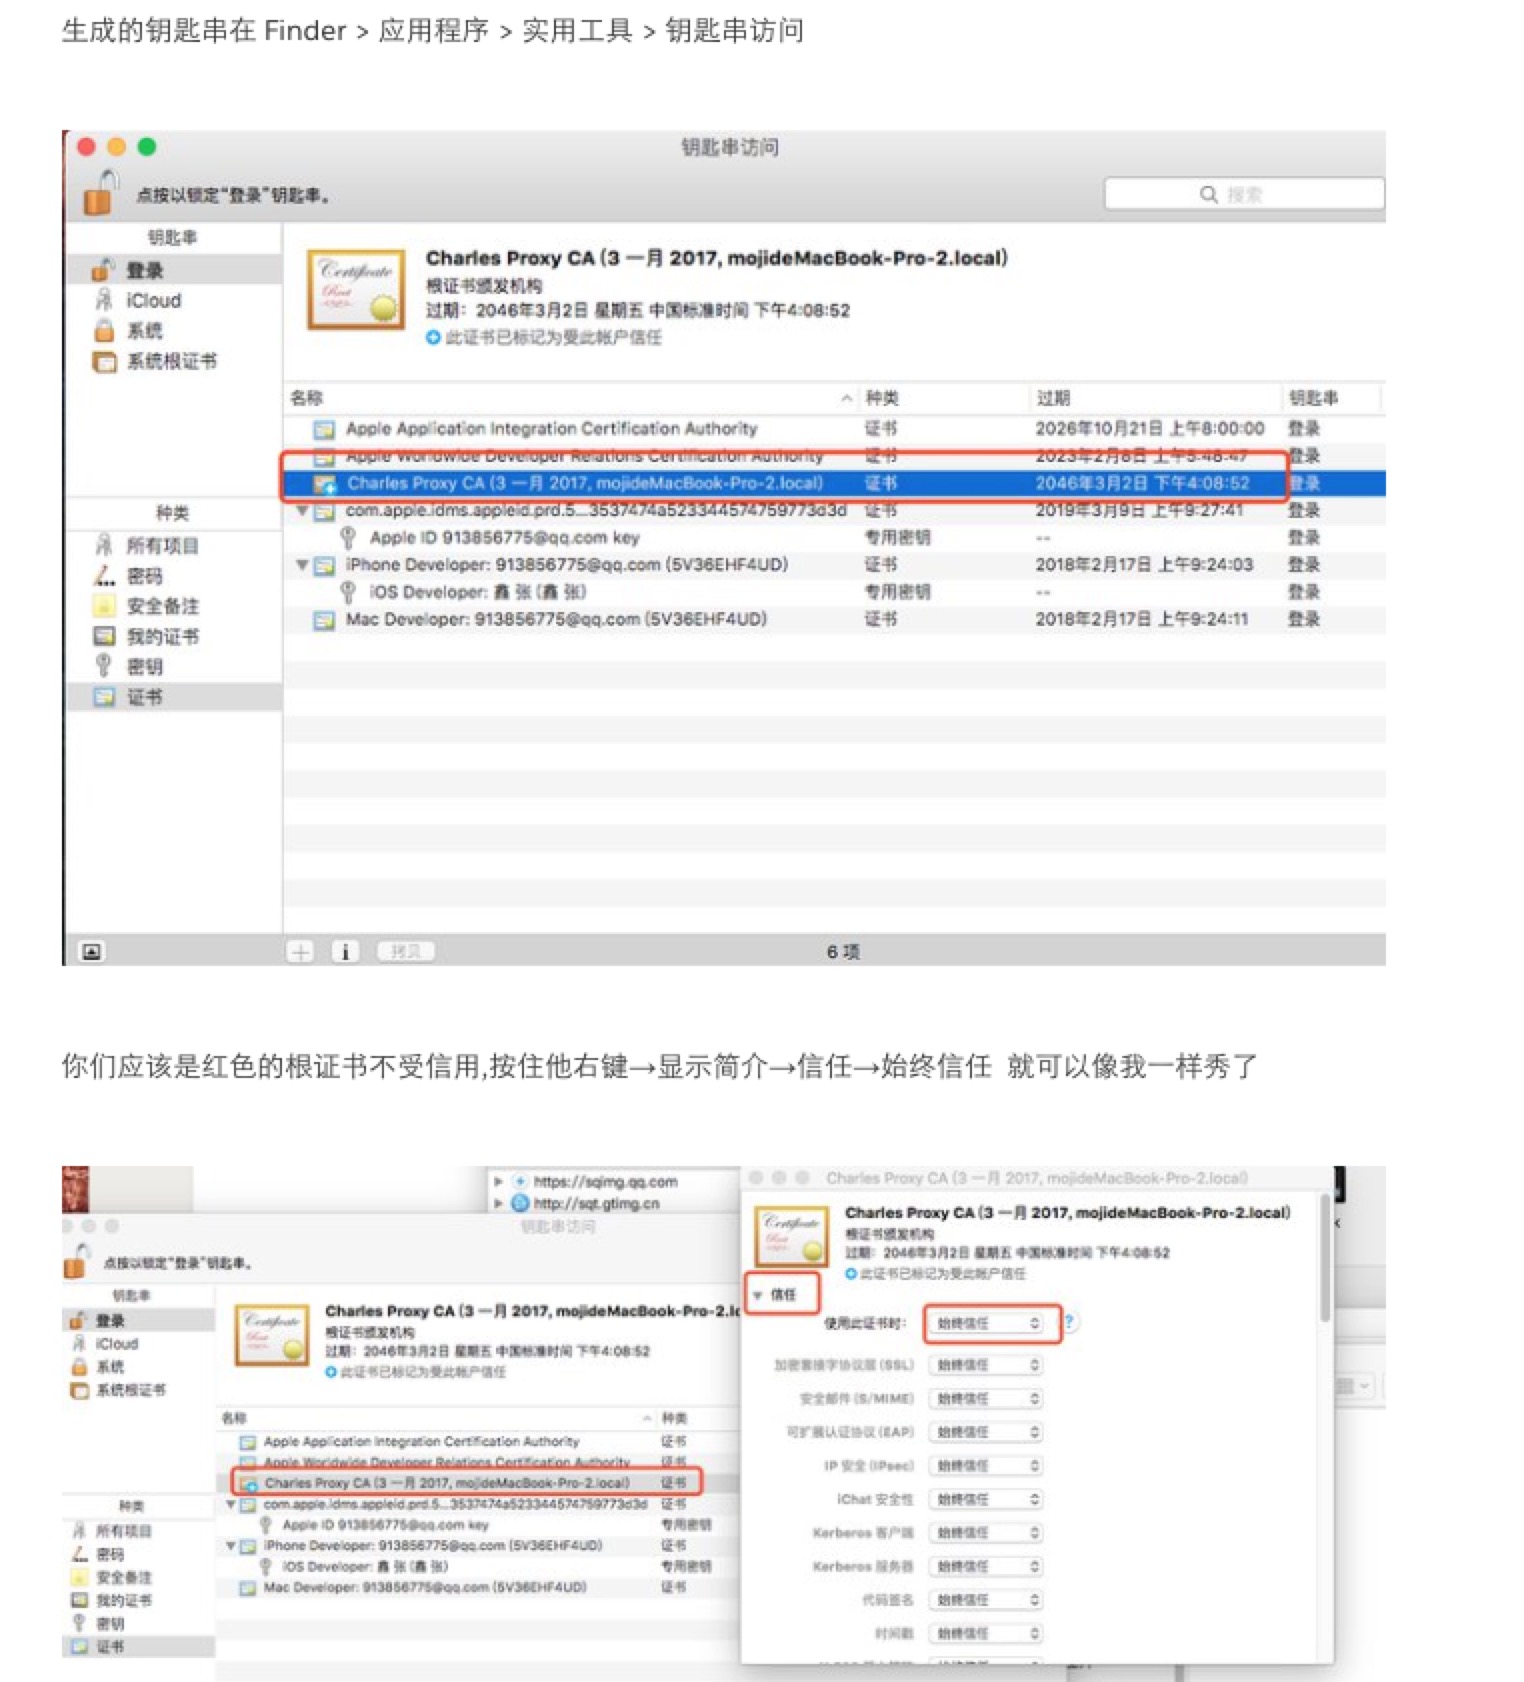 生成的钥匙串在 Finder > 应用程序 > 实用工具 > 钥匙串访问
钥匙串访问
点按以锁定“登录”钥匙串。
搜索
钥匙串
登录
iCloud
系统
系统根证书
Certificate
Root
Charles Proxy CA (3 一月 2017, mojideMacBook-Pro-2.local)
根证书颁发机构
过期：2046年3月2日 星期五 中国标准时间 下午4:08:52
此证书已标记为受此帐户信任
名称 种类 过期 钥匙串
Apple Application Integration Certification Authority 证书 2026年10月21日 上午8:00:00 登录
Apple Worldwide Developer Relations Certification Authority 证书 2023年2月8日 上午5:48:47 登录
Charles Proxy CA (3 一月 2017, mojideMacBook-Pro-2.local) 证书 2046年3月2日 下午4:08:52 登录
com.apple.idms.appleid.prd.5...3537474a523344574759773d3d 证书 2019年3月9日 上午9:27:41 登录
Apple ID 913856775@qq.com key 专用密钥 -- 登录
iPhone Developer: 913856775@qq.com (5V36EHF4UD) 证书 2018年2月17日 上午9:24:03 登录
iOS Developer: 鑫 张 (鑫 张) 专用密钥 -- 登录
Mac Developer: 913856775@qq.com (5V36EHF4UD) 证书 2018年2月17日 上午9:24:11 登录
种类
所有项目
密码
安全备注
我的证书
密钥
证书
拷贝
6 项
你们应该是红色的根证书不受信用,按住他右键→显示简介→信任→始终信任 就可以像我一样秀了
https://sqimg.qq.com
http://sqt.gtimg.cn
钥匙串访问
点按以锁定“登录”钥匙串。
钥匙串
登录
iCloud
系统
系统根证书
Certificate
Root
Charles Proxy CA (3 一月 2017, mojideMacBook-Pro-2.lo
根证书颁发机构
过期：2046年3月2日 星期五 中国标准时间 下午4:08:52
此证书已标记为受此帐户信任
名称 种类
Apple Application Integration Certification Authority 证书
Apple Worldwide Developer Relations Certification Authority 证书
Charles Proxy CA (3 一月 2017, mojideMacBook-Pro-2.local) 证书
com.apple.idms.appleid.prd.5...3537474a523344574759773d3d 证书
Apple ID 913856775@qq.com key 专用密钥
iPhone Developer: 913856775@qq.com (5V36EHF4UD) 证书
iOS Developer: 鑫 张 (鑫 张) 专用密钥
Mac Developer: 913856775@qq.com (5V36EHF4UD) 证书
种类
所有项目
密码
安全备注
我的证书
密钥
证书
Charles Proxy CA (3 一月 2017, mojideMacBook-Pro-2.local)
Certificate
Root
Charles Proxy CA (3 一月 2017, mojideMacBook-Pro-2.local)
根证书颁发机构
过期：2046年3月2日 星期五 中国标准时间 下午4:08:52
此证书已标记为受此帐户信任
信任
使用此证书时： 始终信任 ?
加密套接字协议层 (SSL) 始终信任
安全邮件 (S/MIME) 始终信任
可扩展认证协议 (EAP) 始终信任
IP 安全 (IPsec) 始终信任
iChat 安全性 始终信任
Kerberos 客户端 始终信任
Kerberos 服务器 始终信任
代码签名 始终信任
时间戳 始终信任